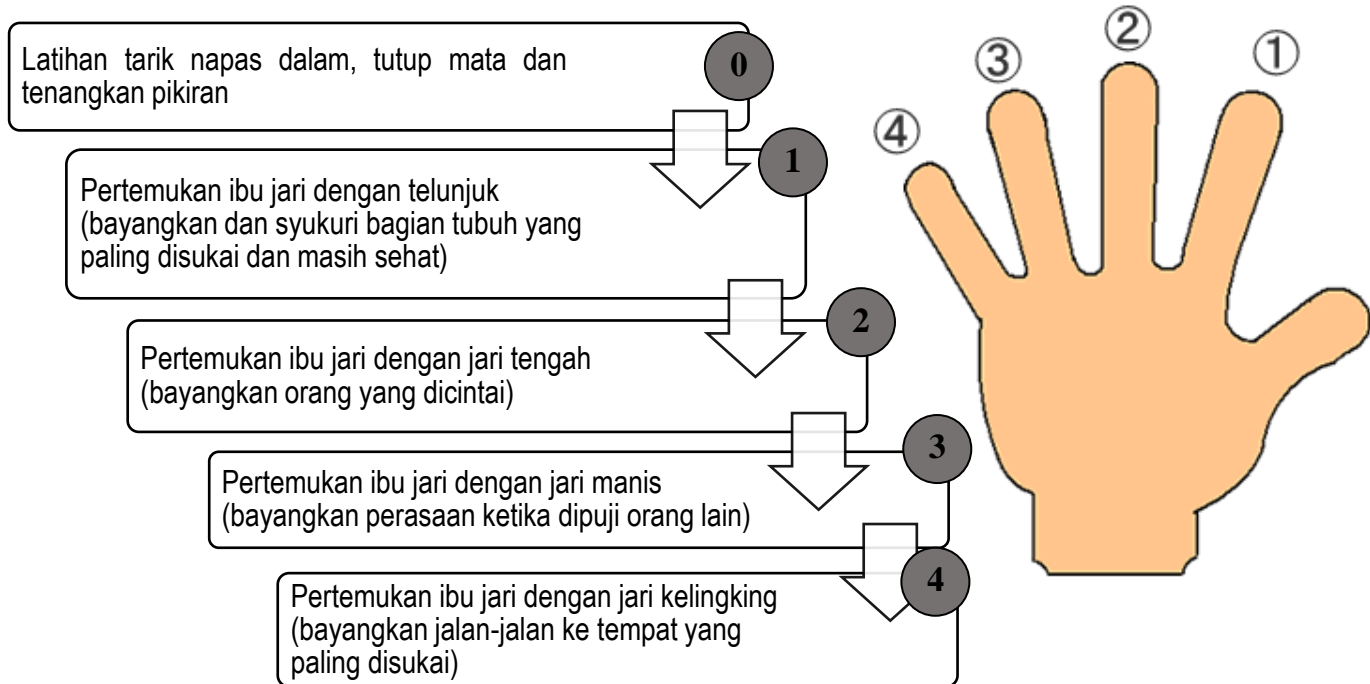 Latihan tarik napas dalam, tutup mata dan
tenangkan pikiran
0
Pertemukan ibu jari dengan telunjuk
(bayangkan dan syukuri bagian tubuh yang
paling disukai dan masih sehat)
1
Pertemukan ibu jari dengan jari tengah
(bayangkan orang yang dicintai)
2
Pertemukan ibu jari dengan jari manis
(bayangkan perasaan ketika dipuji orang lain)
3
Pertemukan ibu jari dengan jari kelingking
(bayangkan jalan-jalan ke tempat yang
paling disukai)
4
④
③
②
①